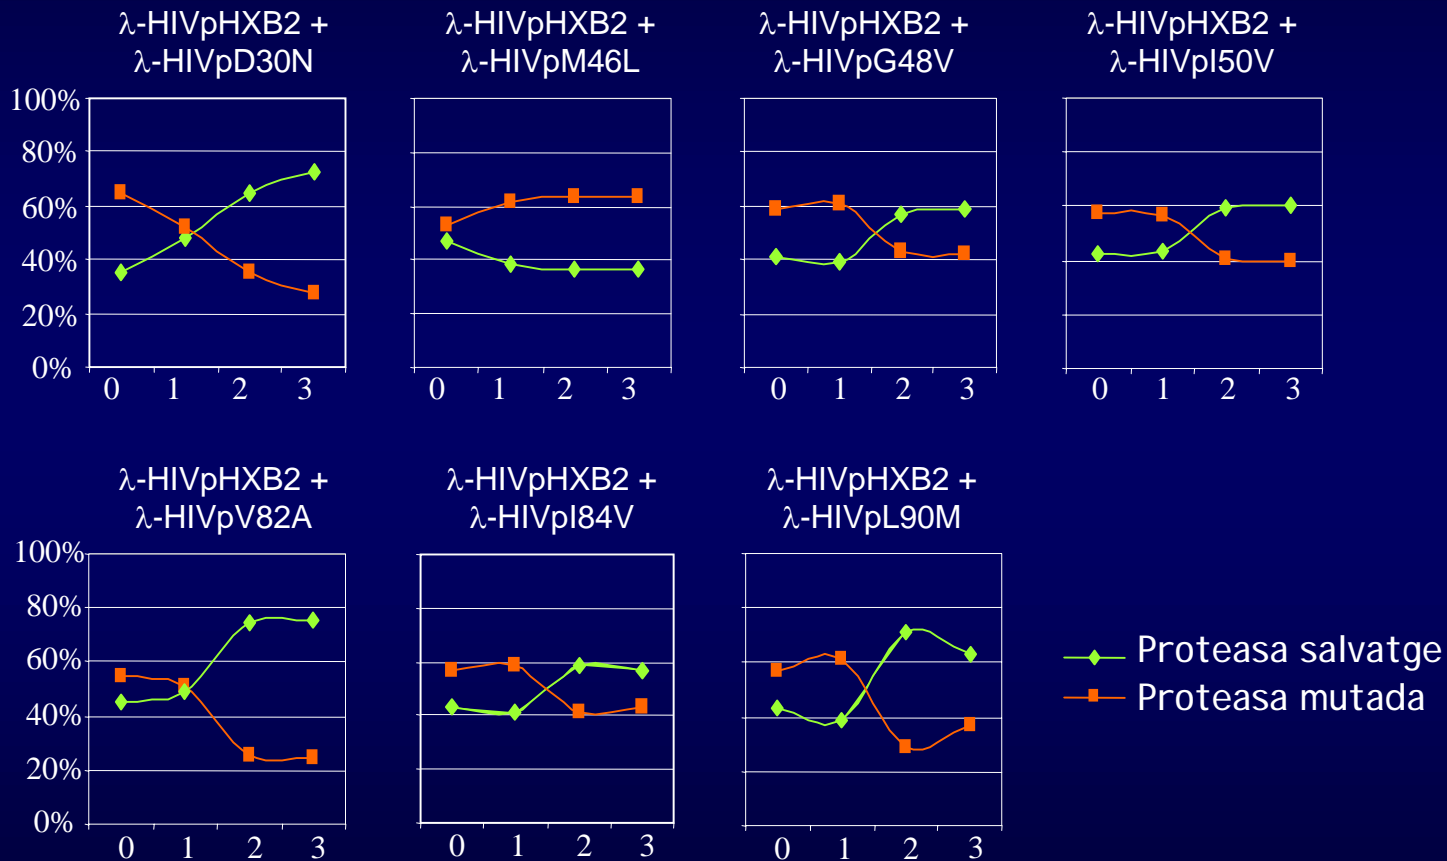 λ-HIVpHXB2 +
λ-HIVpD30N
λ-HIVpHXB2 +
λ-HIVpM46L
λ-HIVpHXB2 +
λ-HIVpG48V
λ-HIVpHXB2 +
λ-HIVpI50V
100%
80%
60%
40%
20%
0%
0 1 2 3
0 1 2 3
0 1 2 3
0 1 2 3
λ-HIVpHXB2 +
λ-HIVpV82A
λ-HIVpHXB2 +
λ-HIVpI84V
λ-HIVpHXB2 +
λ-HIVpL90M
100%
80%
60%
40%
20%
0%
0 1 2 3
0 1 2 3
0 1 2 3
Proteasa salvatge
Proteasa mutada